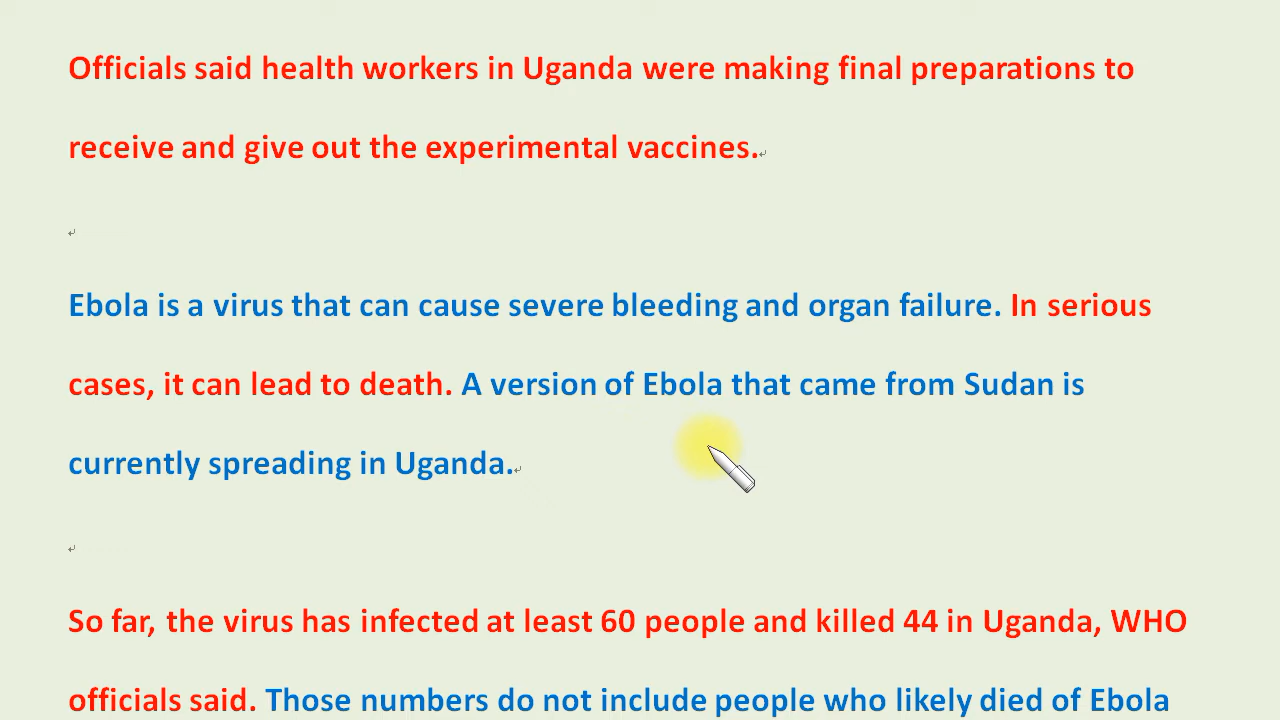 Officials said health workers in Uganda were making final preparations to
receive and give out the experimental vaccines.
Ebola is a virus that can cause severe bleeding and organ failure. In serious
cases, it can lead to death. A version of Ebola that came from Sudan is
currently spreading in Uganda.
So far, the virus has infected at least 60 people and killed 44 in Uganda, WHO
officials said. Those numbers do not include people who likely died of Ebola